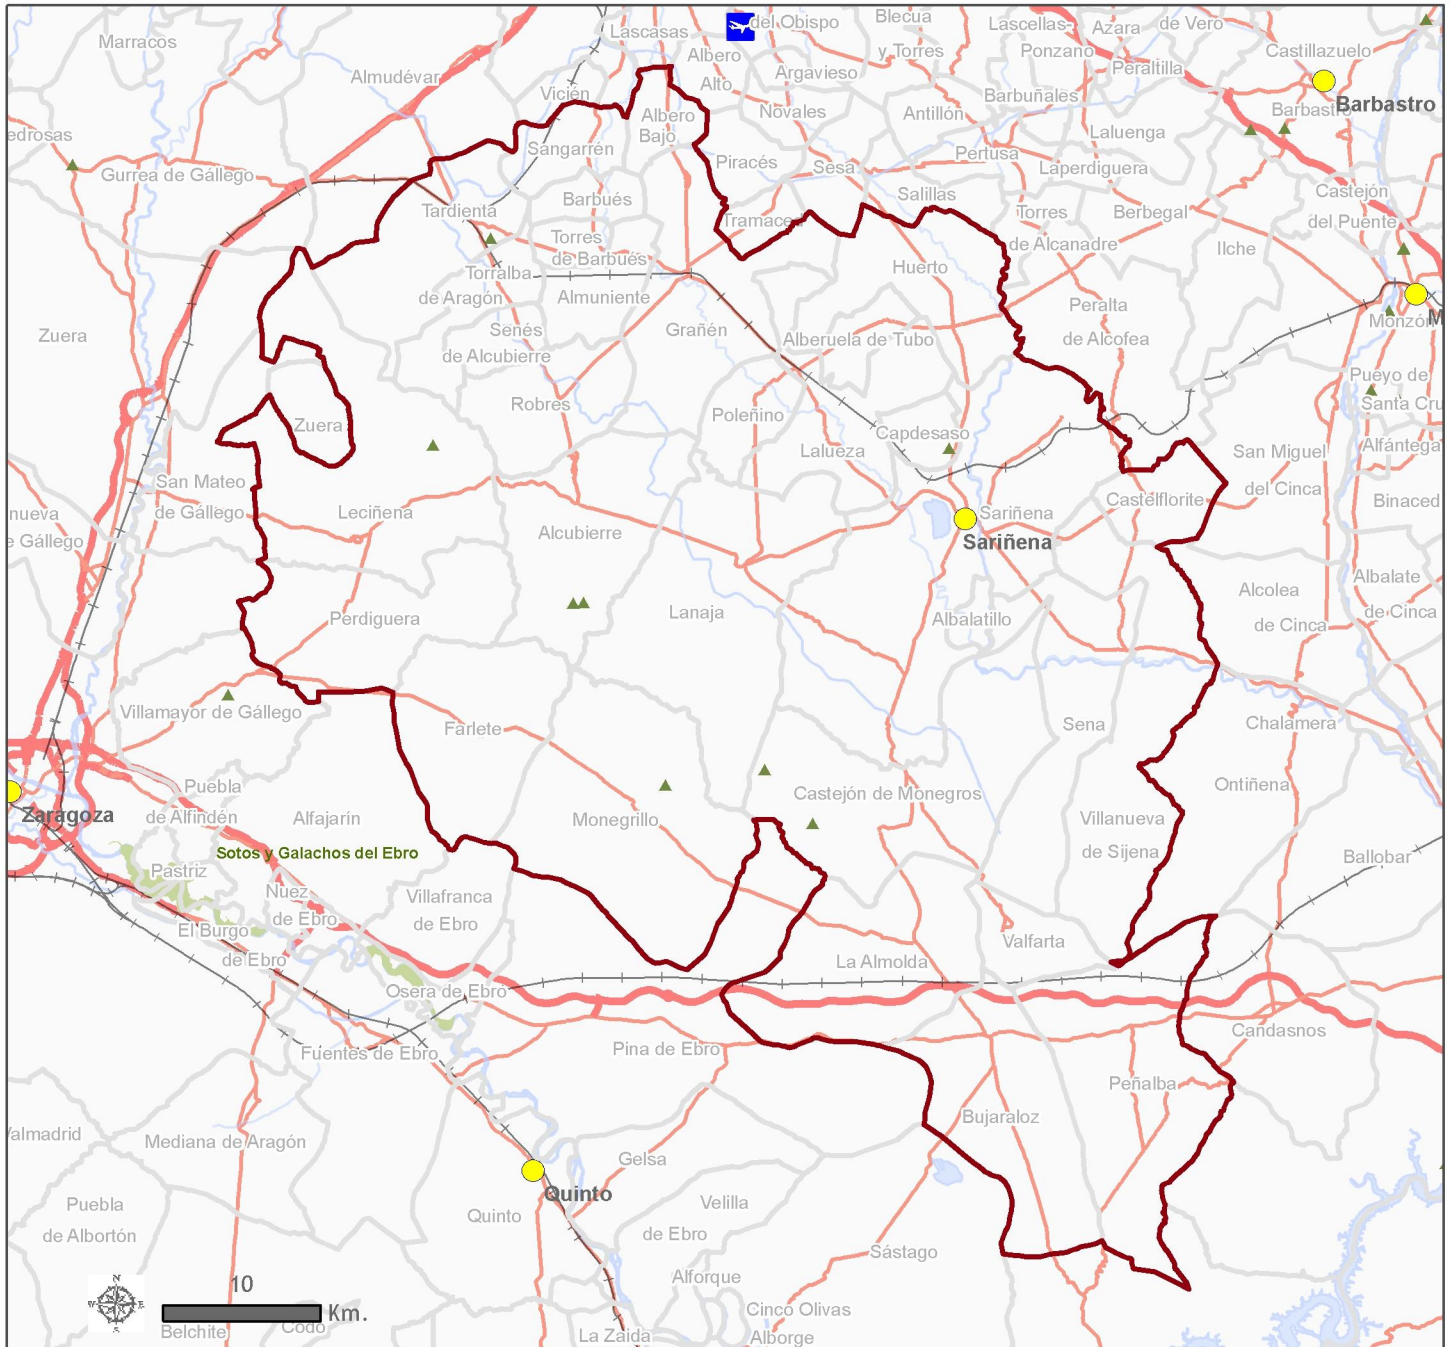 Marracos
Lascasas
del Obispo
Blecua
y Torres
Lascellas-
Ponzano
Azara
de Vero
Castillazuelo
Almudévar
Albero
Alto
Argavieso
Peraltilla
Barbastro
Vicién
Albero
Bajo
Novales
Antillón
Barbuñales
Barbastro
Laluenga
Sangarrén
Piracés
Sesa
Pertusa
Laperdiguera
Gurrea de Gállego
Castejón
del Puente
Barbués
Salillas
Tardienta
Torres
de Alcanadre
Berbegal
Ilche
Torres
de Barbués
Torralba
de Aragón
Almuniente
Huerto
Peralta
de Alcofea
Zuera
Senés
de Alcubierre
Grañén
Alberuela de Tubo
Monzón
M
Pueyo de
Santa Cru
Robres
Poleñino
Zuera
Capdesaso
Lalueza
San Miguel
del Cinca
Alfántega
San Mateo
de Gállego
Leciñena
Castelflorite
Binaced
nueva
e Gállego
Alcubierre
Sariñena
Sariñena
Perdiguera
Lanaja
Albalatillo
Alcolea
de Cinca
Albalate
de Cinca
Villamayor de Gállego
Farlete
Sena
Chalamera
Puebla
de Alfindén
Alfajarín
Monegrillo
Castejón de Monegros
Ontiñena
Zaragoza
Villanueva
de Sijena
Sotos y Galachos del Ebro
Ballobar
Pastriz
Nuez
de Ebro
Villafranca
de Ebro
El Burgo
de Ebro
Valfarta
La Almolda
Osera de Ebro
Candasnos
Fuentes de Ebro
Pina de Ebro
Peñalba
Bujaraloz
Mediana de Aragón
Gelsa
Quinto
Quinto
Velilla
de Ebro
Puebla
de Albortón
Sástago
Alforque
N
W
E
S
10
Km.
Cinco Olivas
Alborge
Belchite
Codo
La Zaida